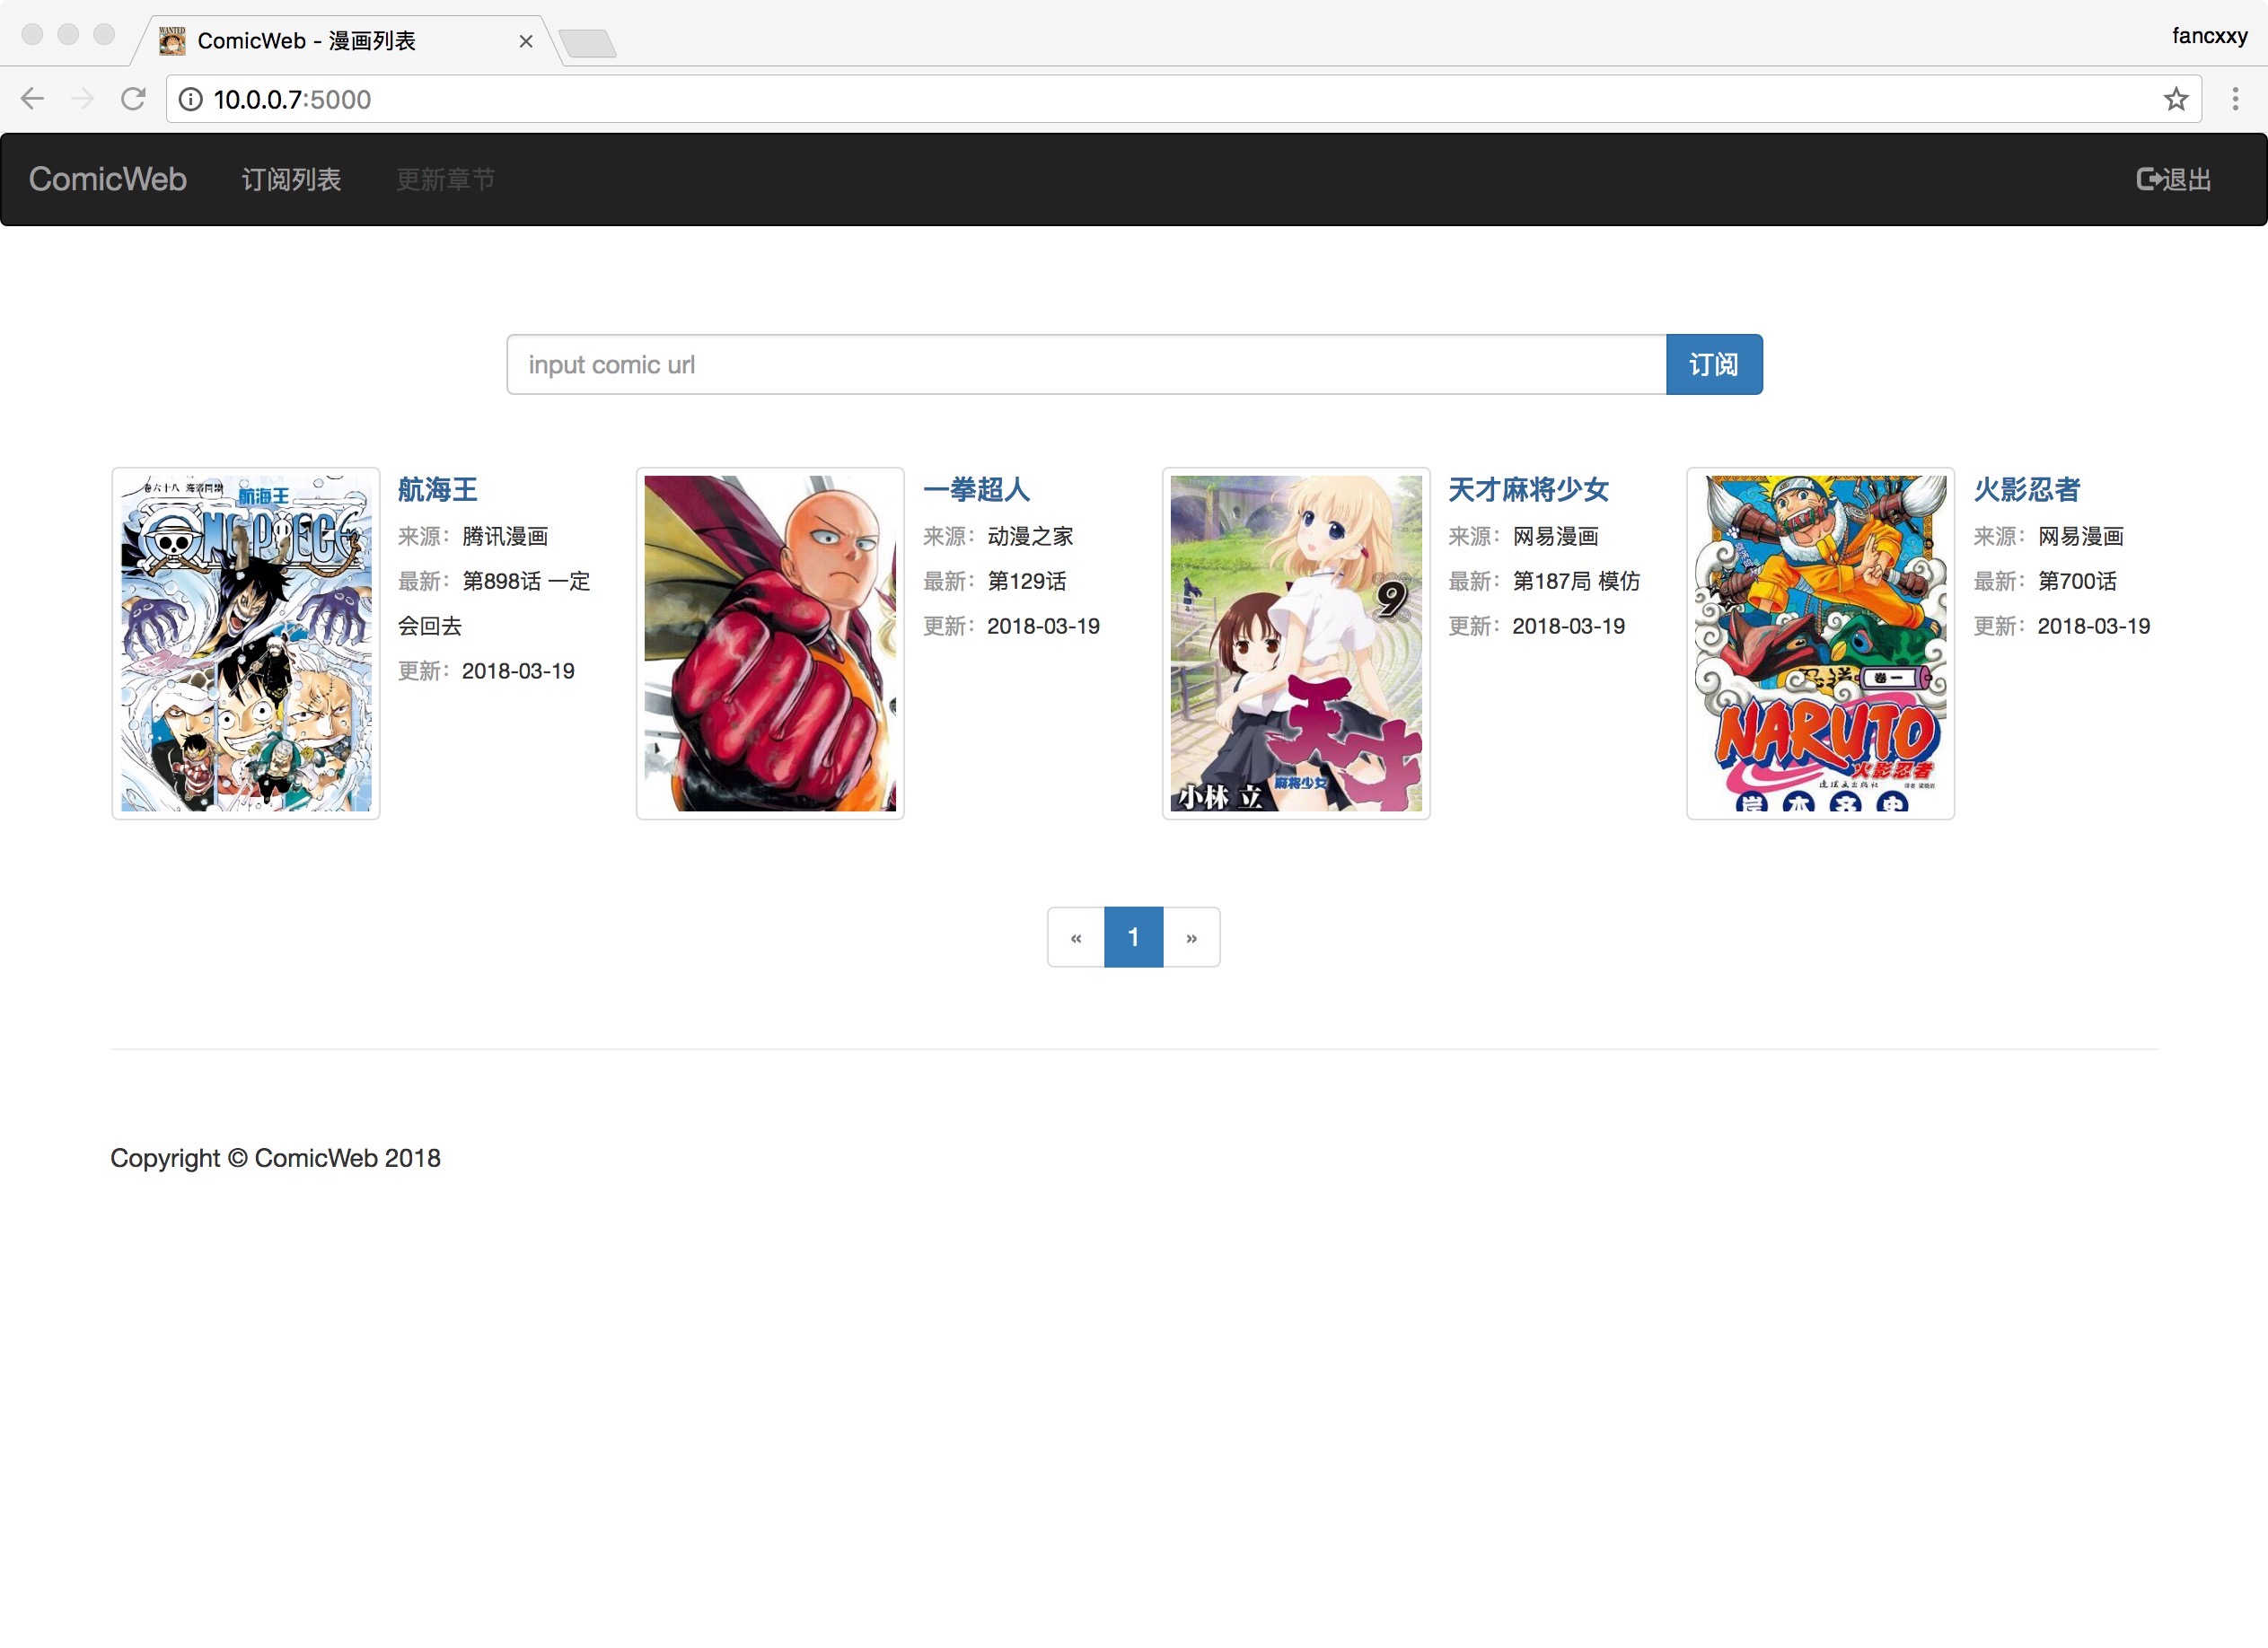 ComicWeb - 漫画列表
fancxxy
10.0.0.7:5000
ComicWeb 订阅列表 更新章节 退出
input comic url 订阅
卷六十八 海盗同盟
航海王
ONE PIECE
航海王
来源：腾讯漫画
最新：第898话 一定
会回去
更新：2018-03-19
一拳超人
来源：动漫之家
最新：第129话
更新：2018-03-19
9
天才
麻将少女
小林 立
天才麻将少女
来源：网易漫画
最新：第187局 模仿
更新：2018-03-19
卷一
NARUTO
火影忍者
岸本齐史
火影忍者
来源：网易漫画
最新：第700话
更新：2018-03-19
« 1 »
Copyright © ComicWeb 2018